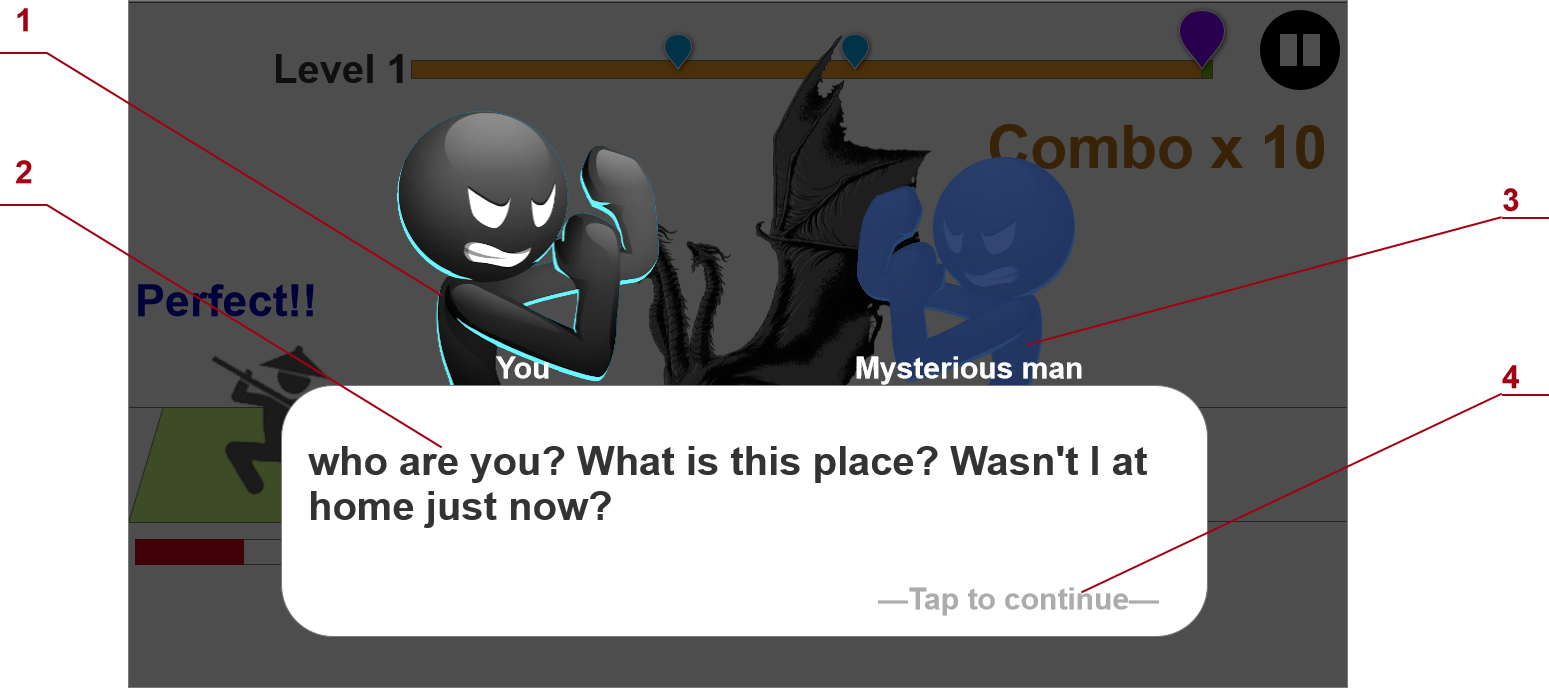 1
Level 1
Combo x 10
2
3
Perfect!!
You
Mysterious man
4
who are you? What is this place? Wasn't I at
home just now?
—Tap to continue—